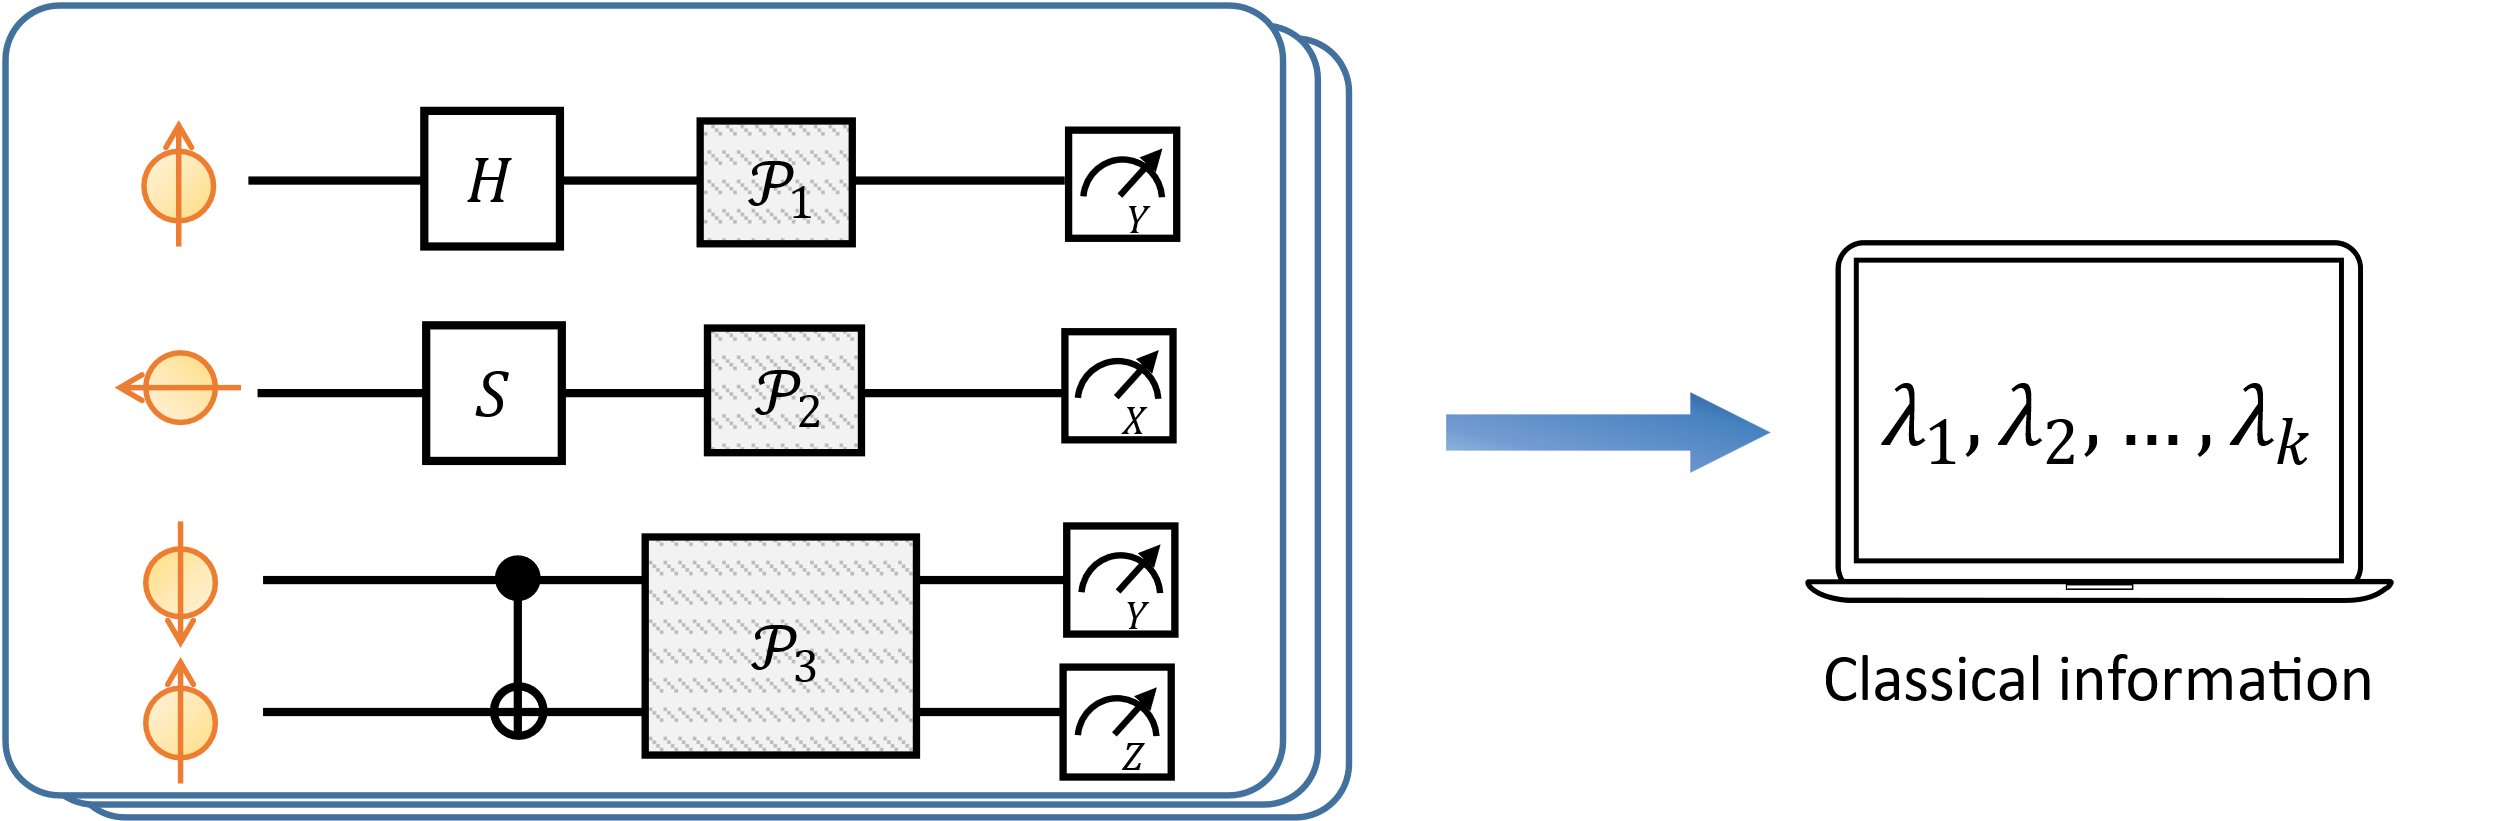 H
𝒫1
Y
S
𝒫2
X
𝒫3
Y
Z
λ1, λ2, ... , λk
Classical information